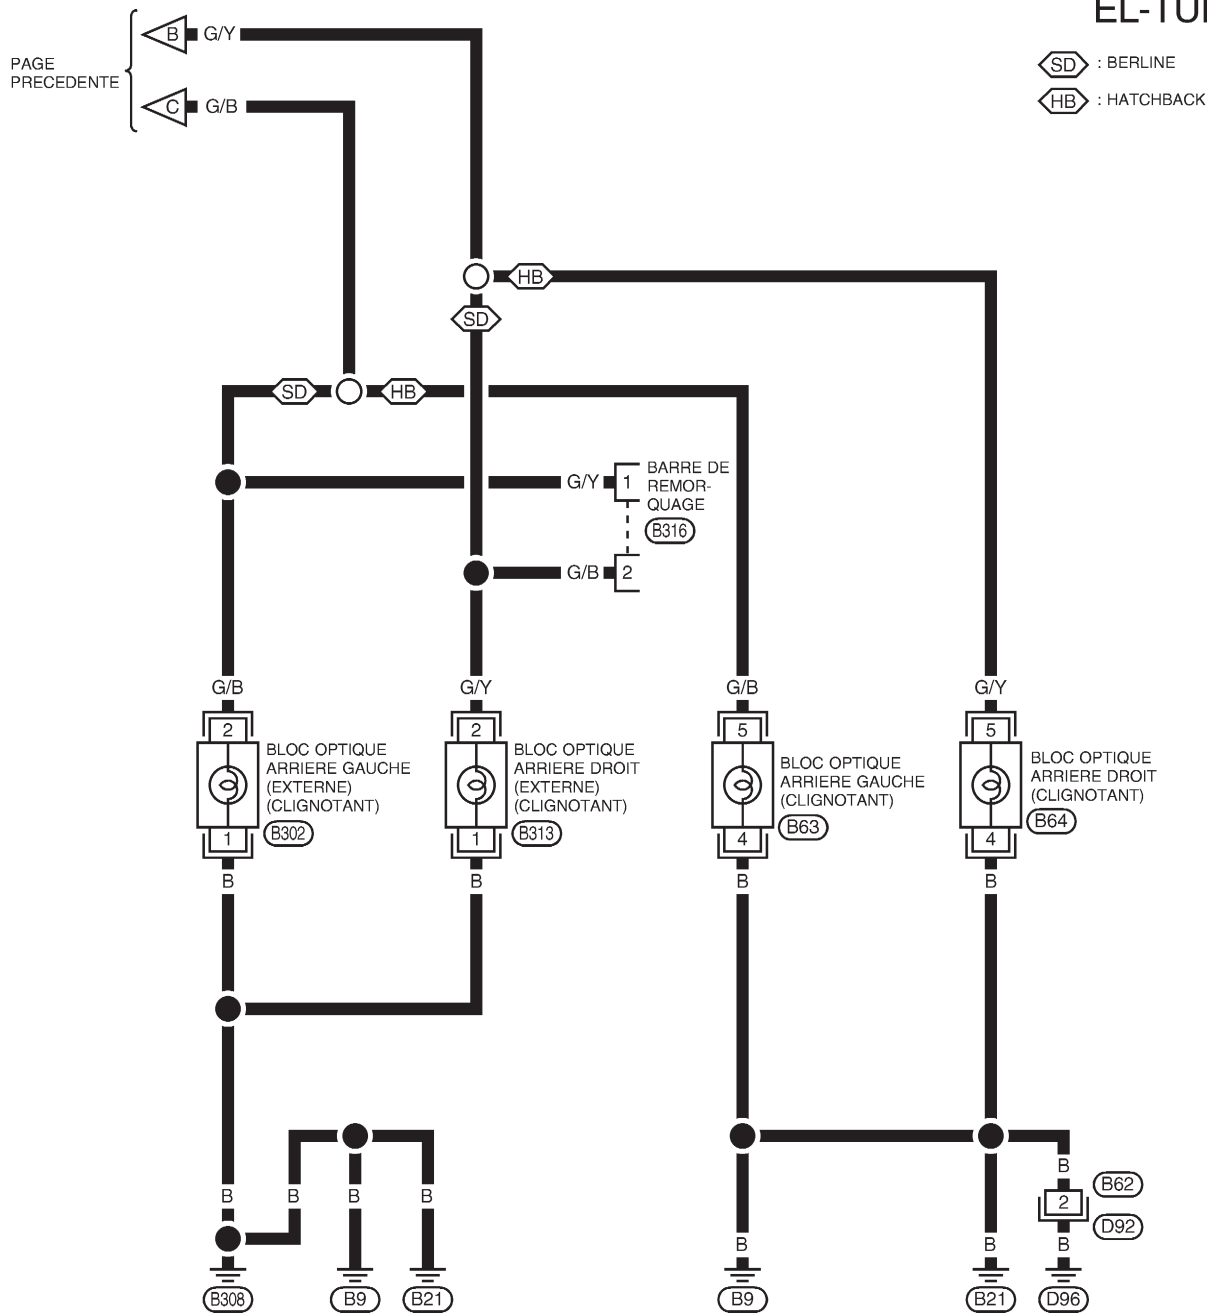 EL-TU
B G/Y
PAGE
PRECEDENTE
C G/B
SD : BERLINE
HB : HATCHBACK
HB
SD
SD HB
G/Y 1 BARRE DE
REMOR-
QUAGE
B316
G/B 2
G/B G/Y G/B G/Y
2 2 5 5
BLOC OPTIQUE
ARRIERE GAUCHE
(EXTERNE)
(CLIGNOTANT)
B302
BLOC OPTIQUE
ARRIERE DROIT
(EXTERNE)
(CLIGNOTANT)
B313
BLOC OPTIQUE
ARRIERE GAUCHE
(CLIGNOTANT)
B63
BLOC OPTIQUE
ARRIERE DROIT
(CLIGNOTANT)
B64
1 1 4 4
B B B B
B
B62
2
D92
B B B B
B B B
B308 B9 B21 B9 B21 D96